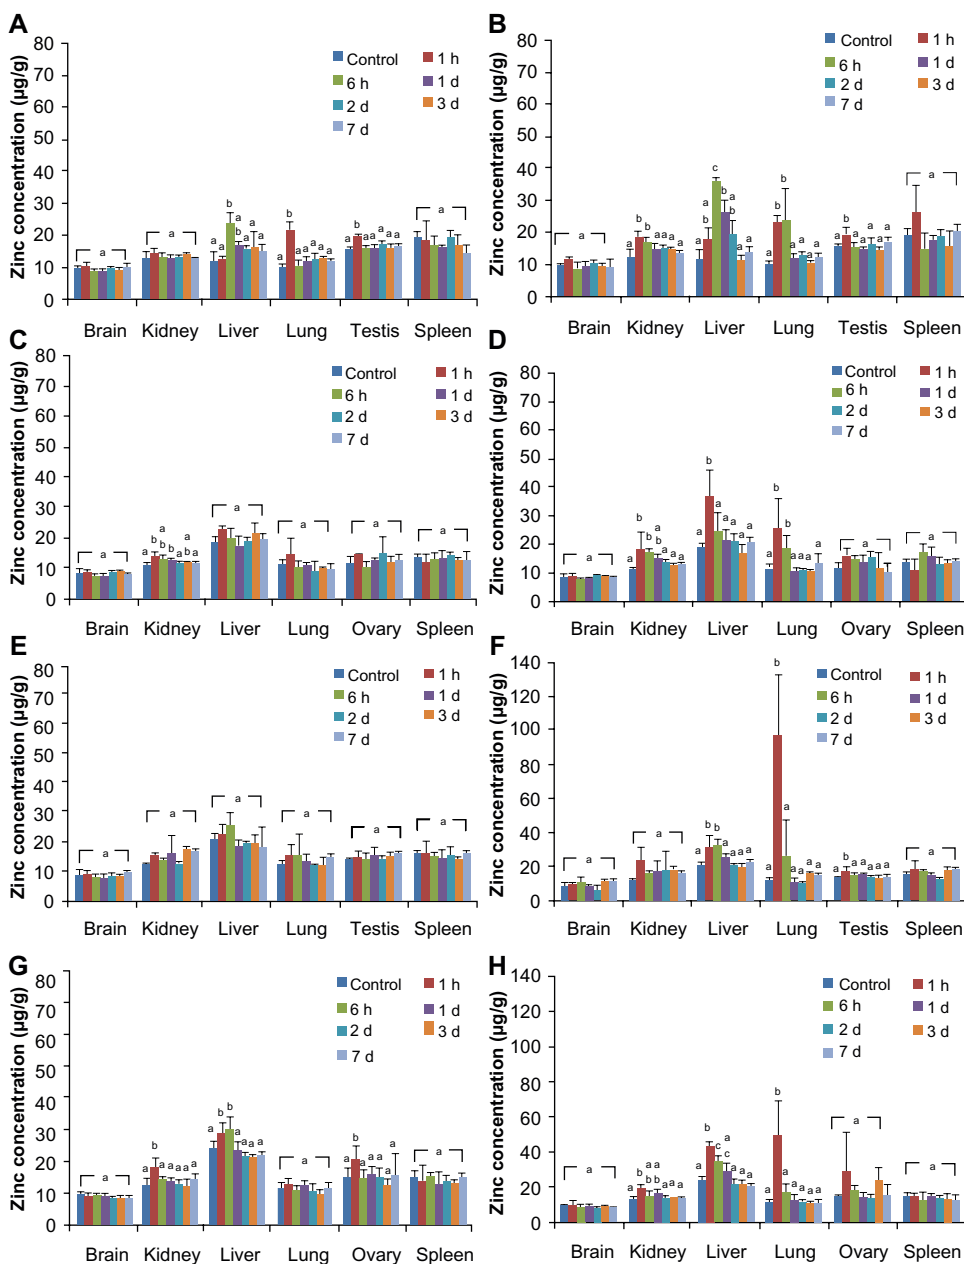 A
Zinc concentration (µg/g)
80
70
60
50
40
30
20
10
0
Control
1 h
6 h
1 d
2 d
3 d
7 d
a
a
a a
b
a
b
a
a
a
b
a a a a a
a
b
a a a a a
a
Brain Kidney Liver Lung Testis Spleen
B
Zinc concentration (µg/g)
80
70
60
50
40
30
20
10
0
Control
1 h
6 h
1 d
2 d
3 d
7 d
a
a
b b
a a a a
a
a
b
c
b
a
b
a a
a
b
b
a a a a
a
b
a a a a a
a
Brain Kidney Liver Lung Testis Spleen
C
Zinc concentration (µg/g)
80
70
60
50
40
30
20
10
0
Control
1 h
6 h
1 d
2 d
3 d
7 d
a
a
a
b
a
b
b
a
a
b
a
a
a
a
a
Brain Kidney Liver Lung Ovary Spleen
D
Zinc concentration (µg/g)
80
70
60
50
40
30
20
10
0
Control
1 h
6 h
1 d
2 d
3 d
7 d
a
a
b
b
a
b
a a a
a
b
a
a a a a
a
b
b
a a a a
a
a
Brain Kidney Liver Lung Ovary Spleen
E
Zinc concentration (µg/g)
80
70
60
50
40
30
20
10
0
Control
1 h
6 h
1 d
2 d
3 d
7 d
a
a
a
a
a
a
Brain Kidney Liver Lung Testis Spleen
F
Zinc concentration (µg/g)
140
120
100
80
60
40
20
0
Control
1 h
6 h
1 d
2 d
3 d
7 d
a
a
a
b b
a
a a a
a
b
a
a a
a a
a
b
a a a a a
a
Brain Kidney Liver Lung Testis Spleen
G
Zinc concentration (µg/g)
80
70
60
50
40
30
20
10
0
Control
1 h
6 h
1 d
2 d
3 d
7 d
a
a
b
a a a a a
a
b b
a
a a a
a
a
b
a a a a
a
a
Brain Kidney Liver Lung Ovary Spleen
H
Zinc concentration (µg/g)
140
120
100
80
60
40
20
0
Control
1 h
6 h
1 d
2 d
3 d
7 d
a
a
b
a
b
a
b
a a a
a
b
c
a
c
a a a
a
b
a
a a a a
a
a
Brain Kidney Liver Lung Ovary Spleen